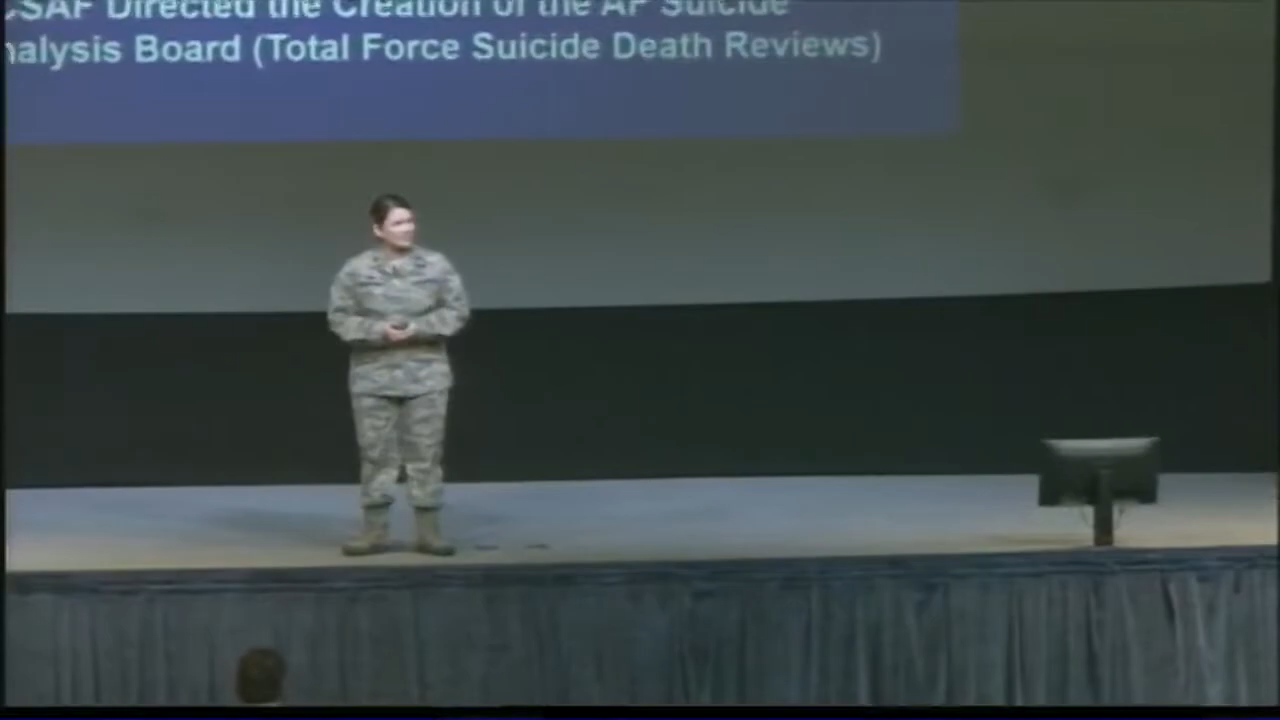 CSAF Directed the Creation of the AF Suicide
nalysis Board (Total Force Suicide Death Reviews)